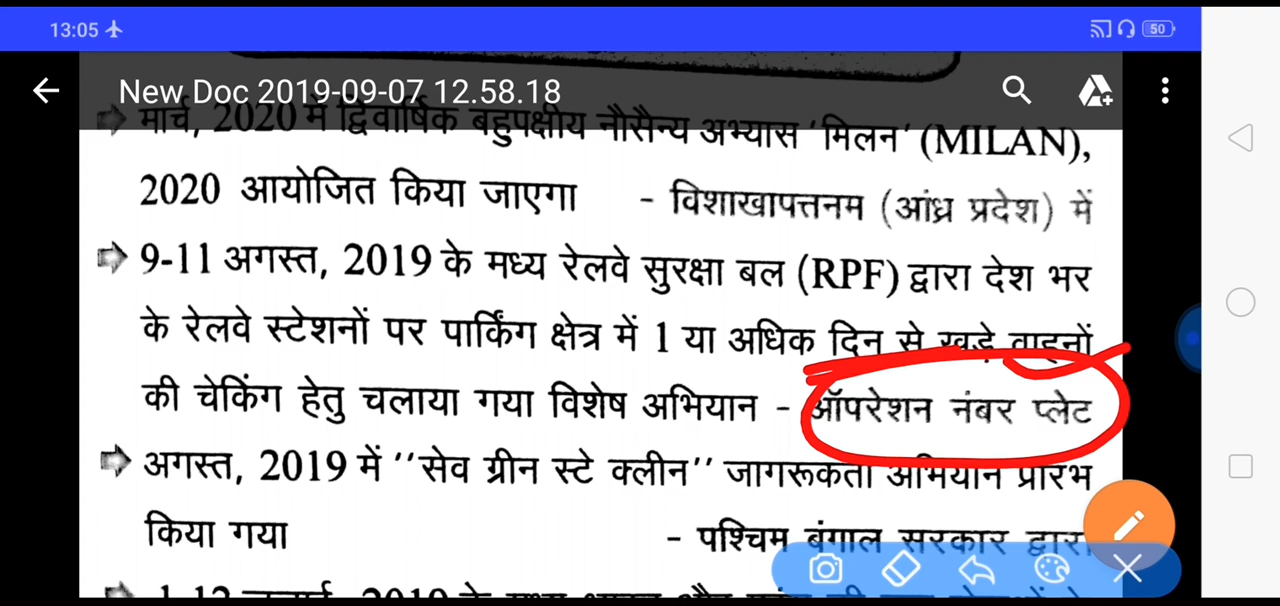 13:05
50
New Doc 2019-09-07 12.58.18
मार्च, 2020 में द्विवार्षिक बहुपक्षीय नौसैन्य अभ्यास 'मिलन' (MILAN),
2020 आयोजित किया जाएगा - विशाखापत्तनम (आंध्र प्रदेश) में
9-11 अगस्त, 2019 के मध्य रेलवे सुरक्षा बल (RPF) द्वारा देश भर
के रेलवे स्टेशनों पर पार्किंग क्षेत्र में 1 या अधिक दिन से खड़े वाहनों
की चेकिंग हेतु चलाया गया विशेष अभियान - ऑपरेशन नंबर प्लेट
अगस्त, 2019 में "सेव ग्रीन स्टे क्लीन" जागरूकता अभियान प्रारंभ
किया गया - पश्चिम बंगाल सरकार द्वारा
2019 के मध्य